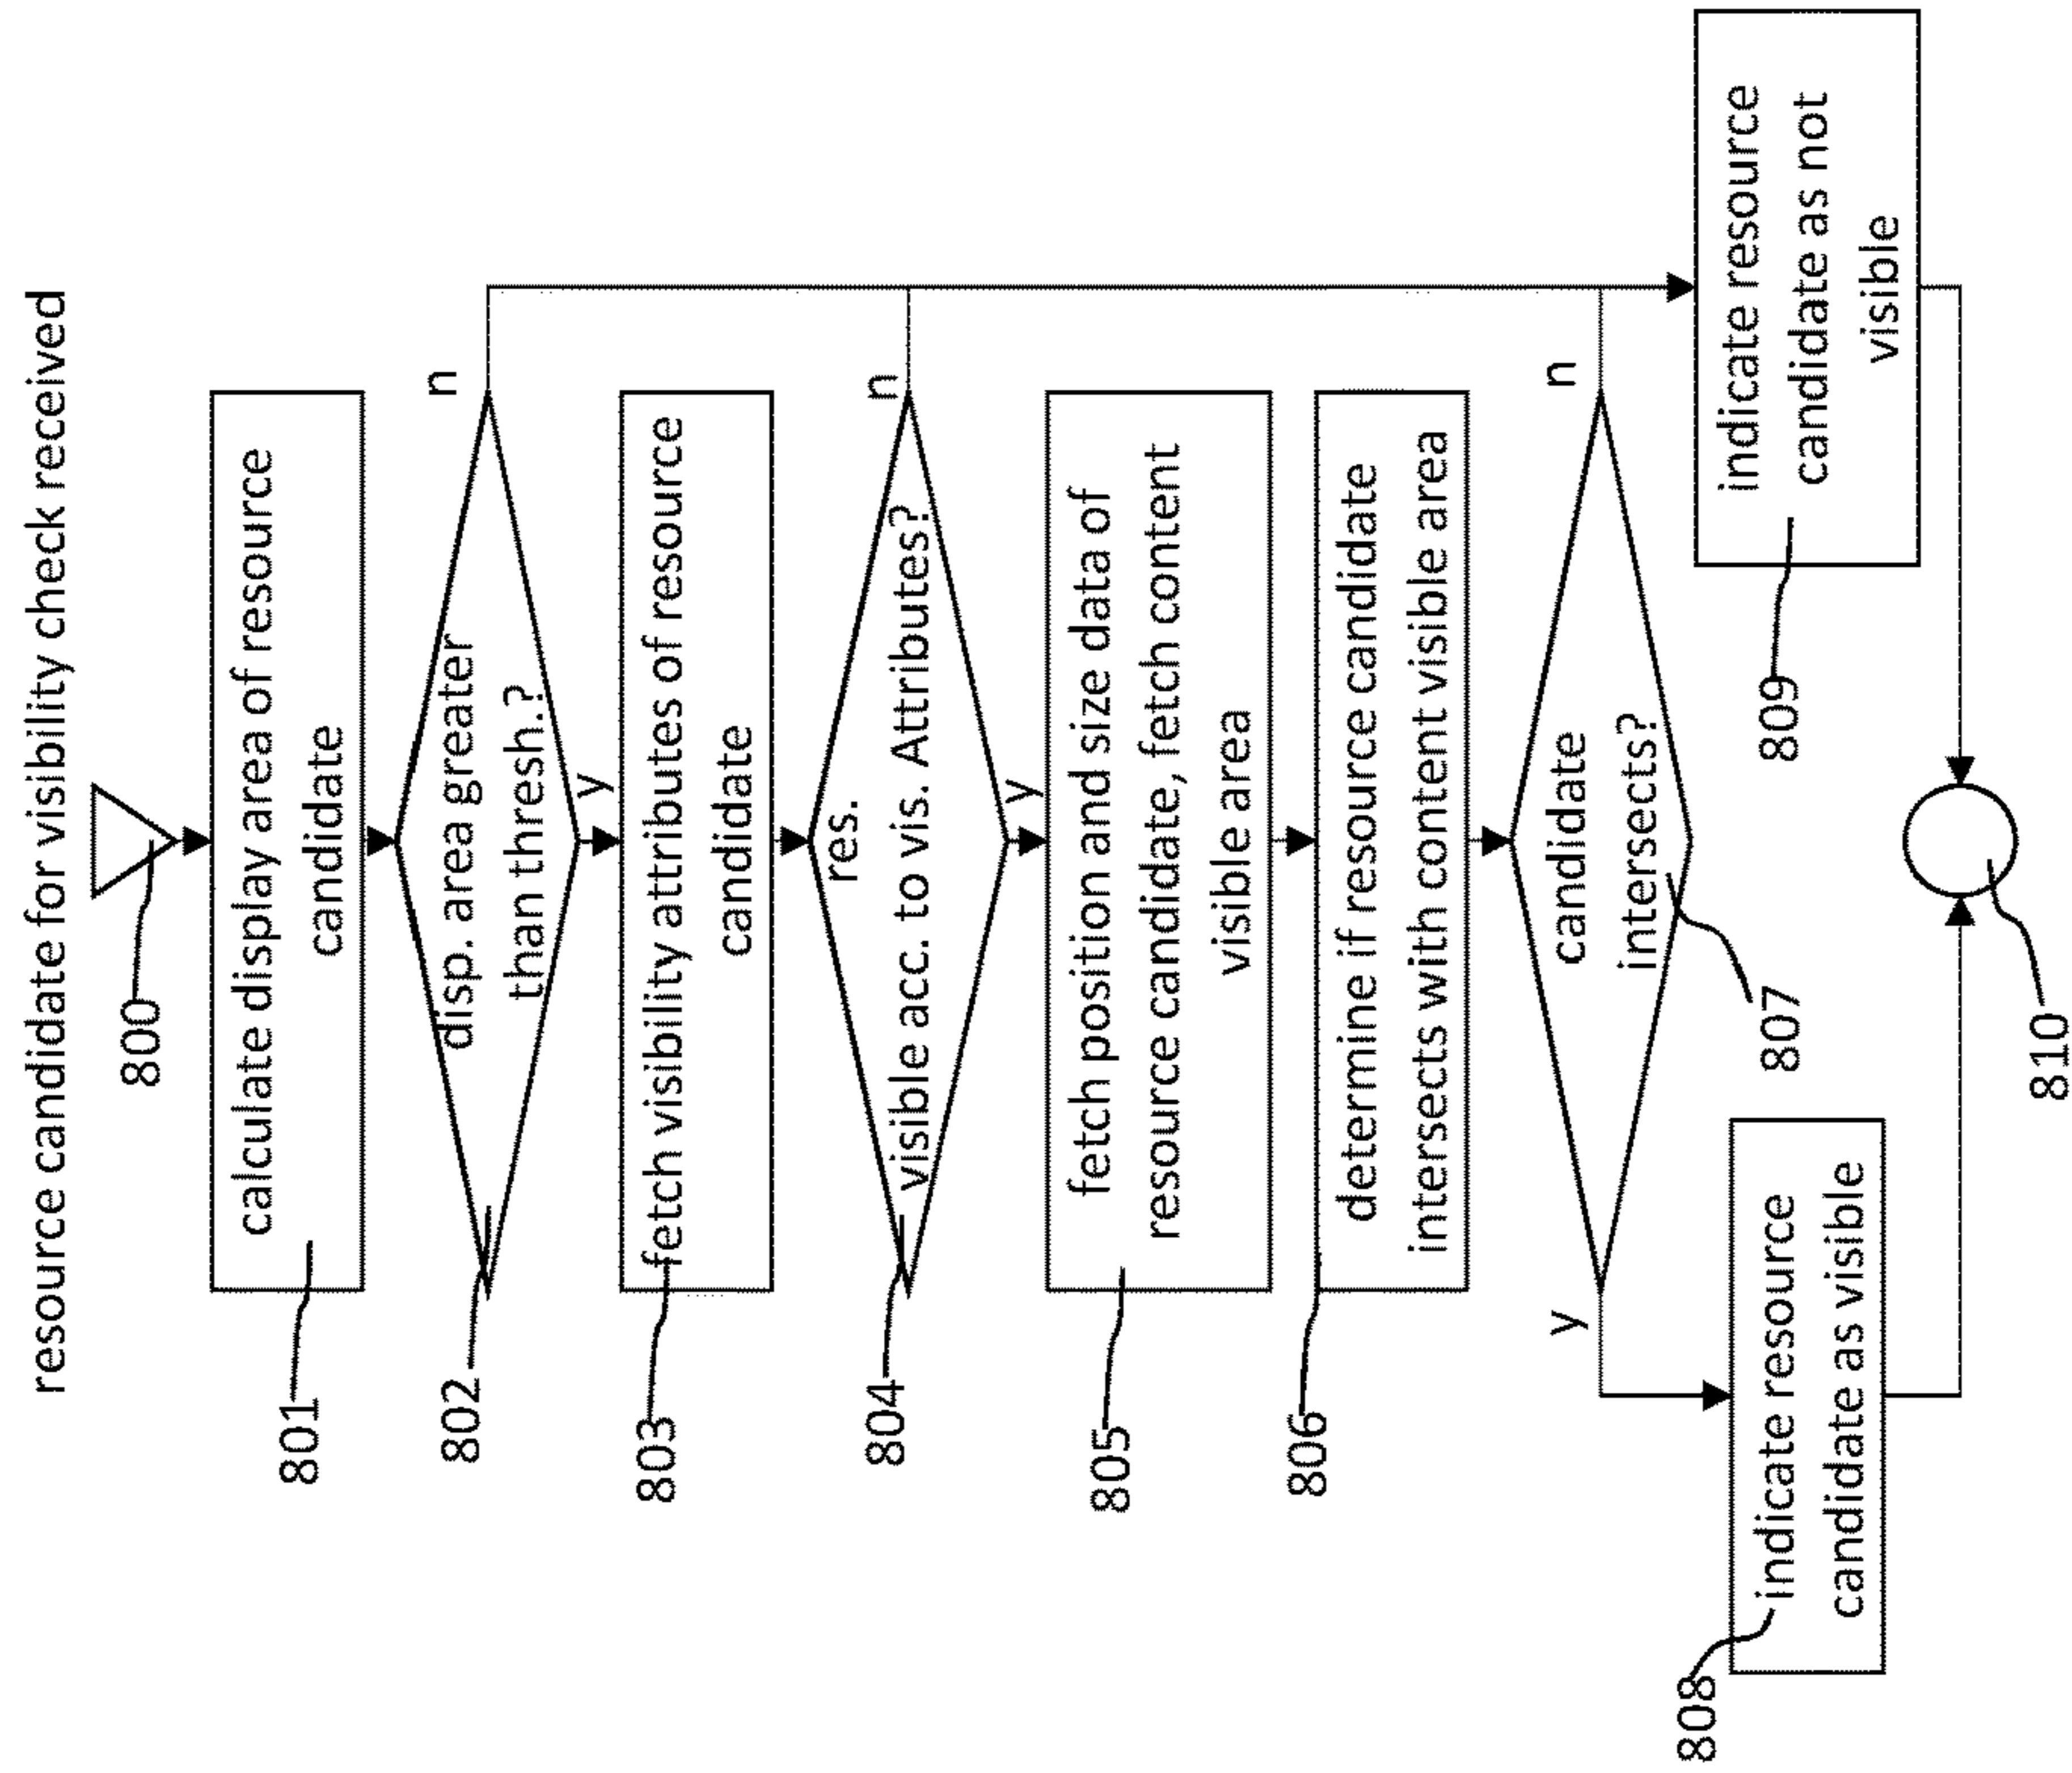 resource candidate for visibility check received
800
801
calculate display area of resource
candidate
802
disp. area greater
than thresh.?
n
y
803
fetch visibility attributes of resource
candidate
804
res.
visible acc. to vis. Attributes?
n
y
805
fetch position and size data of
resource candidate, fetch content
visible area
806
determine if resource candidate
intersects with content visible area
y
candidate
intersects?
n
807
808
indicate resource
candidate as visible
809
indicate resource
candidate as not
visible
810